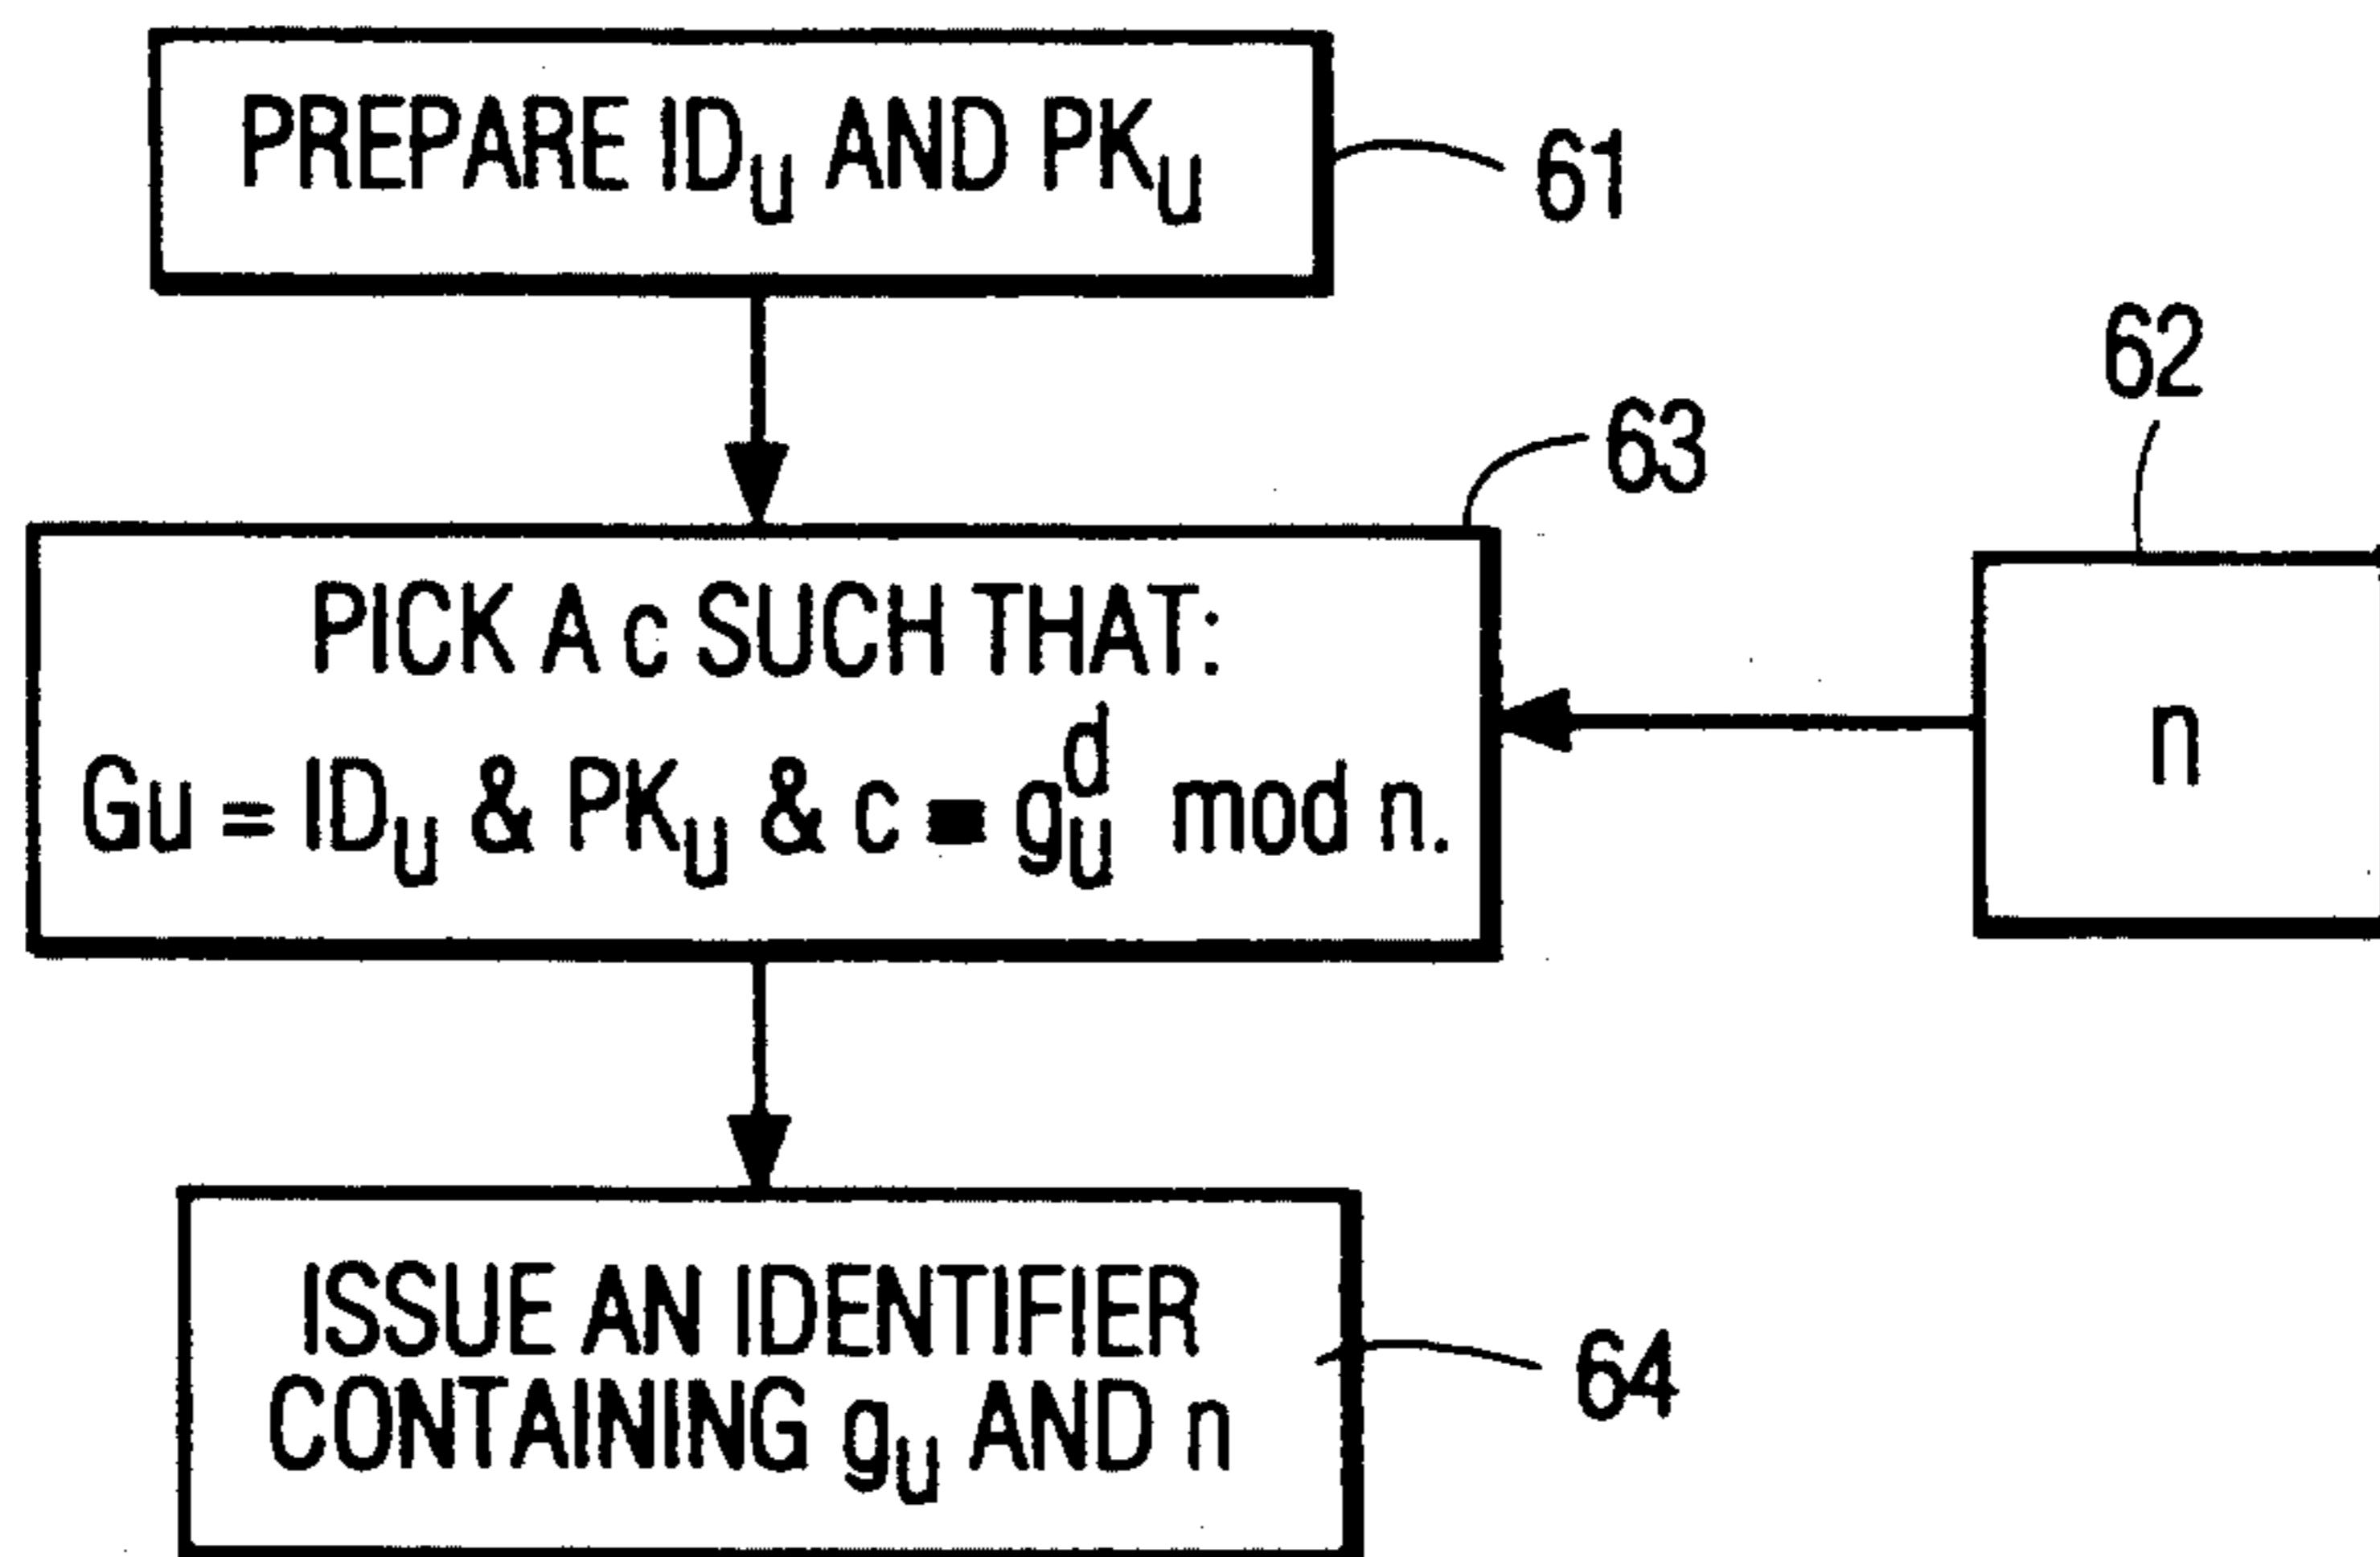 PREPARE IDU AND PKU
61
62
63
PICK A c SUCH THAT:
Gu = IDU & PKU & c ≡ gU^d mod n.
n
ISSUE AN IDENTIFIER
CONTAINING gU AND n
64